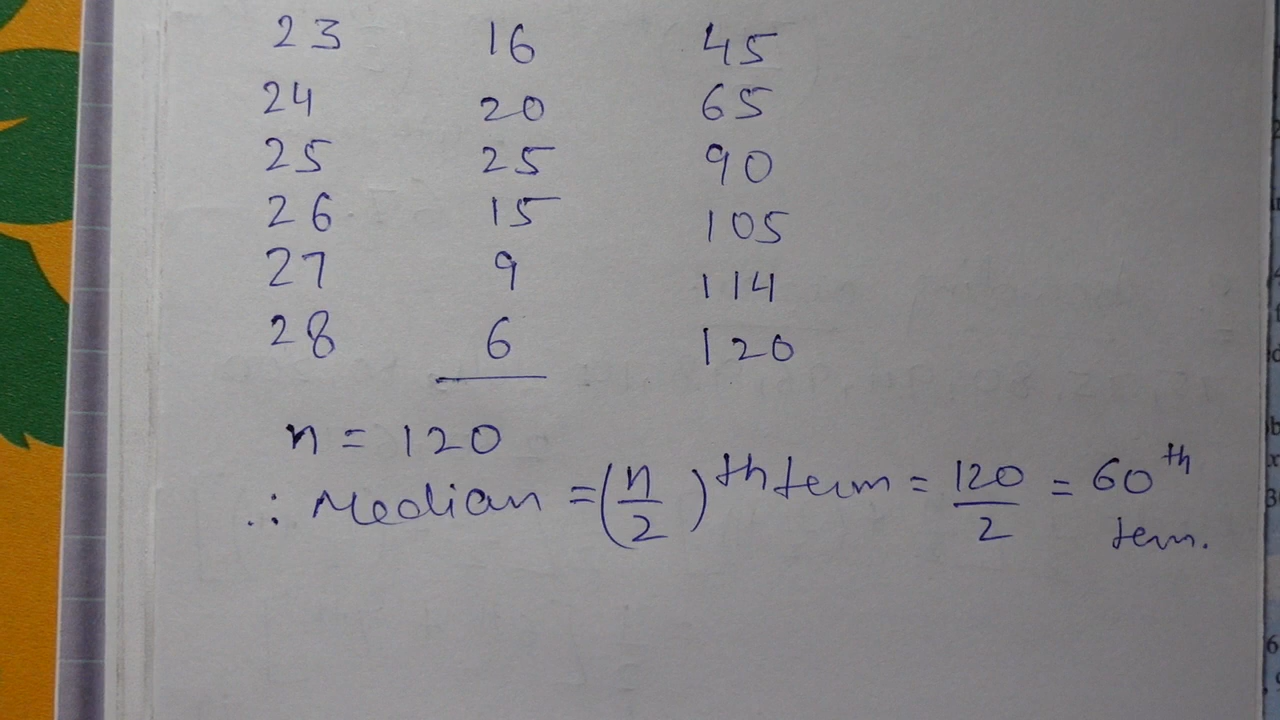 23 16 45
24 20 65
25 25 90
26 15 105
27 9 114
28 6 120
n = 120
∴ Median = (n/2)th term = 120/2 = 60th
term.